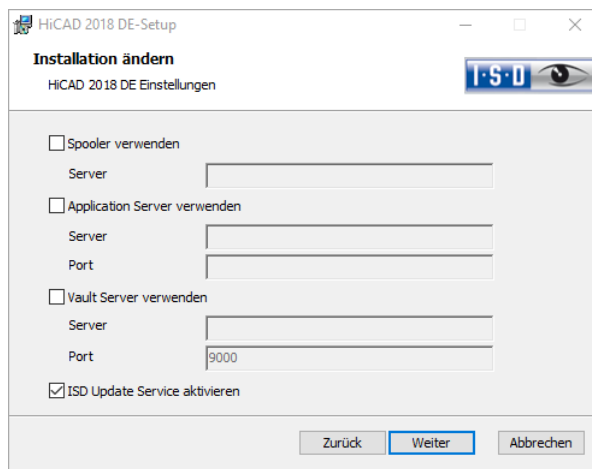 HiCAD 2018 DE-Setup
Installation ändern
HiCAD 2018 DE Einstellungen
I·S·D
Spooler verwenden
Server
Application Server verwenden
Server
Port
Vault Server verwenden
Server
Port 9000
ISD Update Service aktivieren
Zurück Weiter Abbrechen